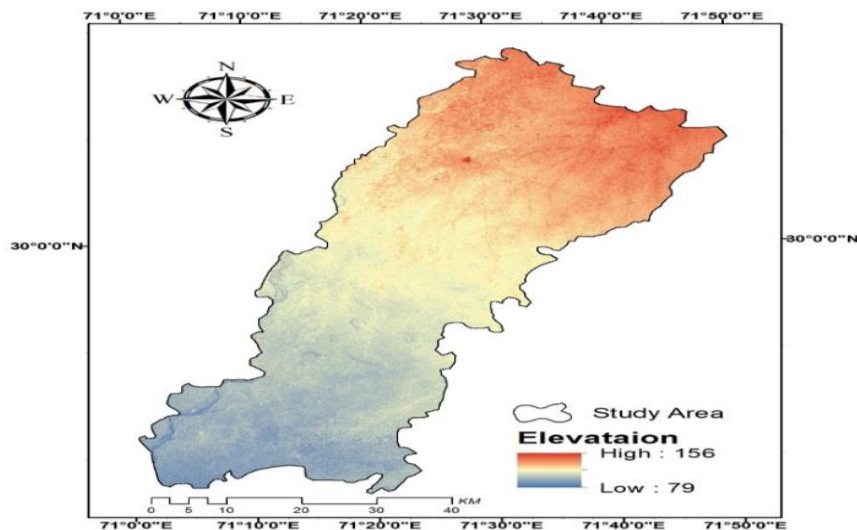 71°0'0"E 71°10'0"E 71°20'0"E 71°30'0"E 71°40'0"E 71°50'0"E
N
W E
S
30°0'0"N 30°0'0"N
Study Area
Elevataion
High : 156
Low : 79
0 5 10 20 30 40 KM
71°0'0"E 71°10'0"E 71°20'0"E 71°30'0"E 71°40'0"E 71°50'0"E